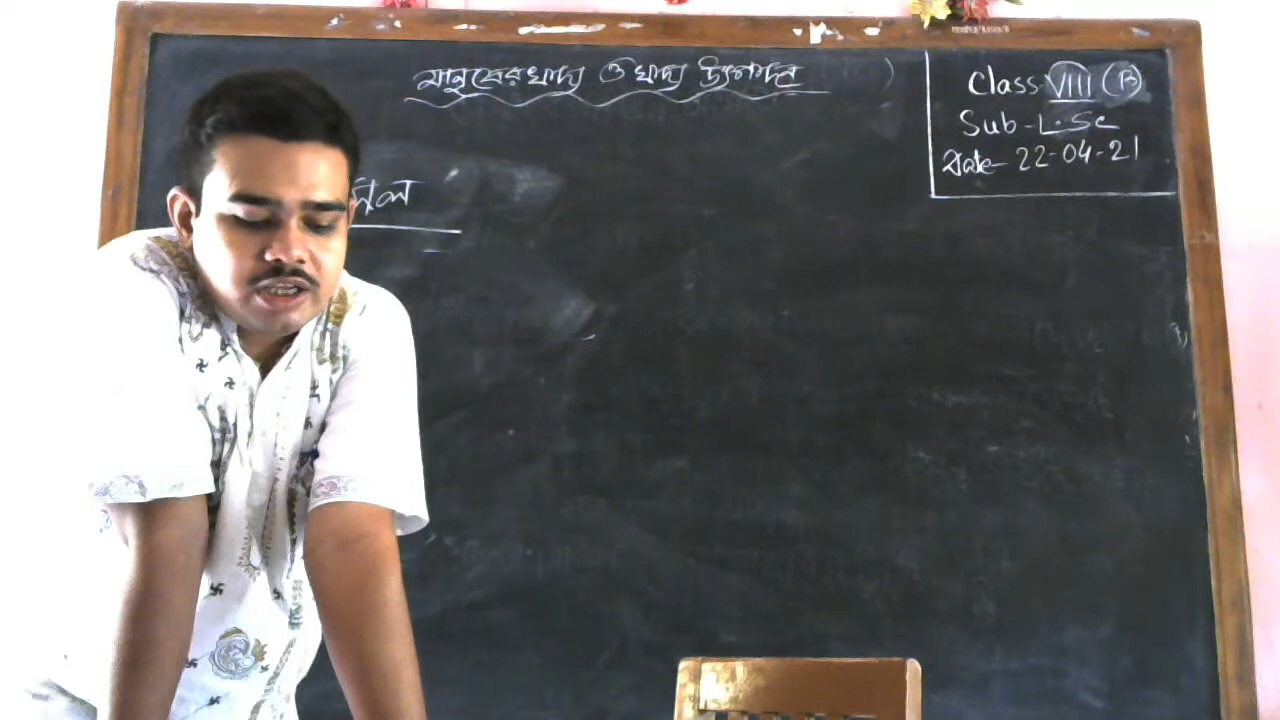 মানুষের খাদ্য ও খাদ্য উৎপাদন
Class VIII (B)
Sub - L. Sc
Date - 22-04-21